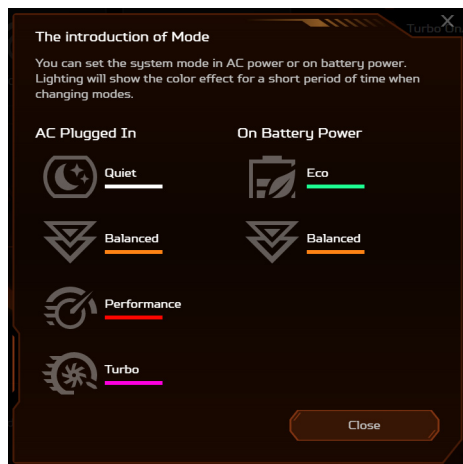 Turbo On
The introduction of Mode
You can set the system mode in AC power or on battery power.
Lighting will show the color effect for a short period of time when
changing modes.
AC Plugged In
On Battery Power
Quiet
Eco
Balanced
Balanced
Performance
Turbo
Close